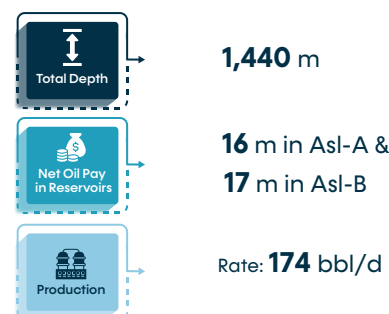 Total Depth
1,440 m
Net Oil Pay
in Reservoirs
16 m in Asl-A &
17 m in Asl-B
Production
Rate: 174 bbl/d